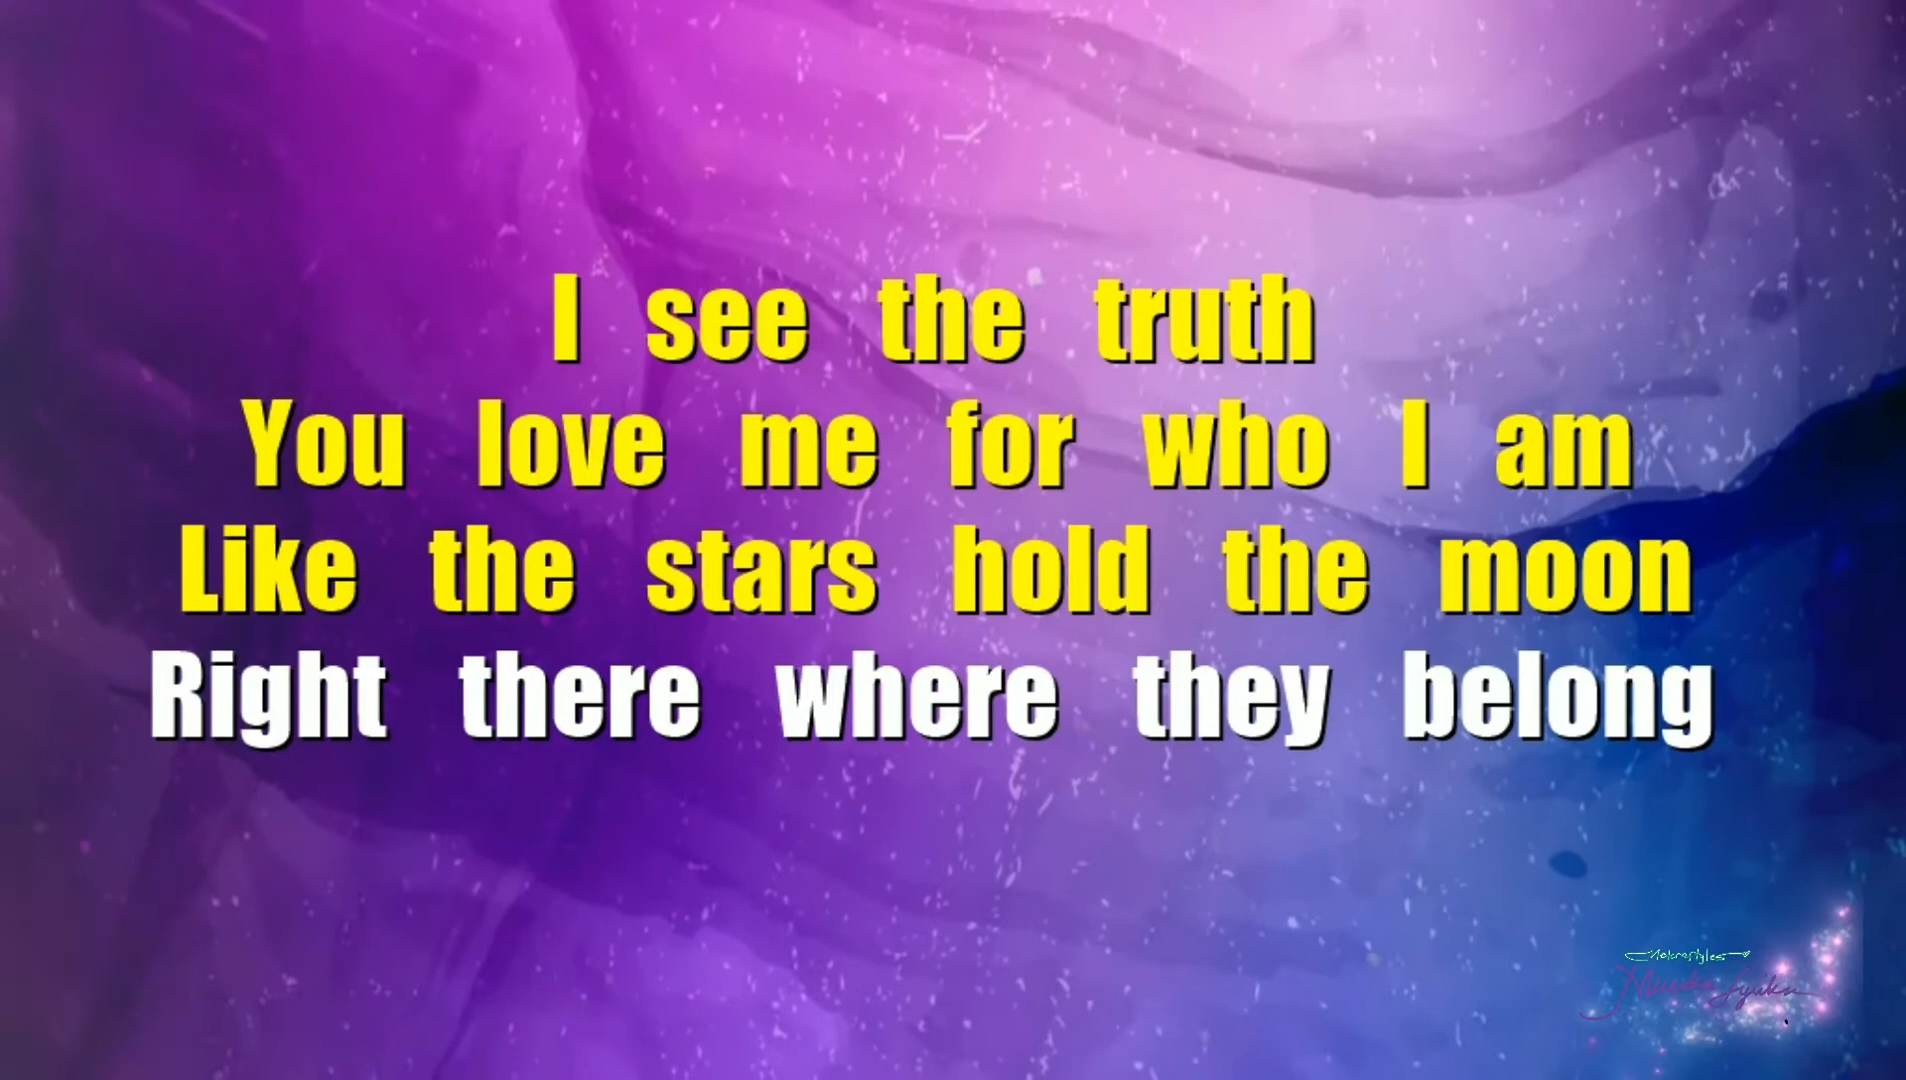 I see the truth
You love me for who I am
Like the stars hold the moon
Right there where they belong